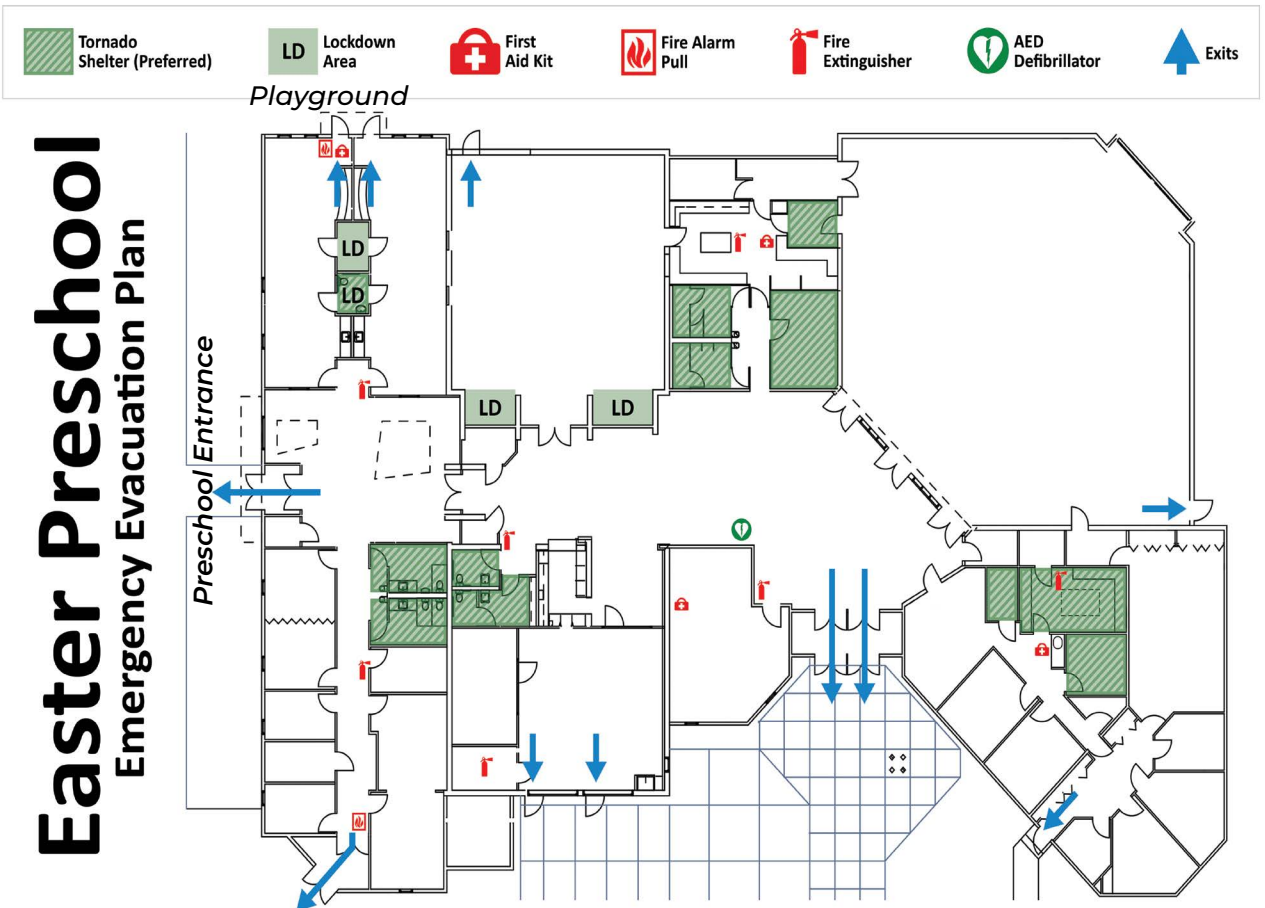 Tornado
Shelter (Preferred)
LD
Lockdown
Area
First
Aid Kit
Fire Alarm
Pull
Fire
Extinguisher
AED
Defibrillator
Exits
Playground
Easter Preschool
Emergency Evacuation Plan
Preschool Entrance
LD
LD
LD
LD